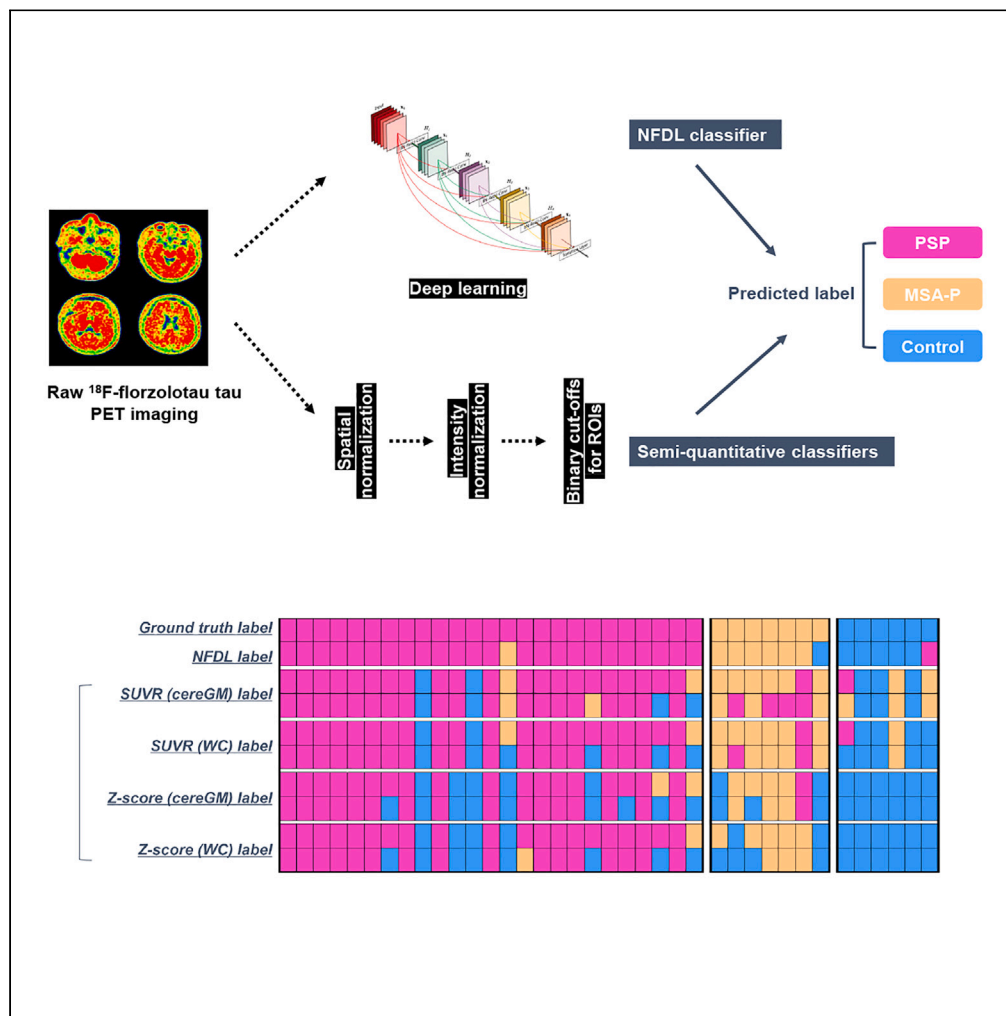 NFDL classifier
Deep learning
Raw ¹⁸F-florzolotau tau
PET imaging
Spatial
normalization
Intensity
normalization
Binary cut-offs
for ROIs
Semi-quantitative classifiers
Predicted label
PSP
MSA-P
Control
Ground truth label
NFDL label
SUVR (cereGM) label
SUVR (WC) label
Z-score (cereGM) label
Z-score (WC) label